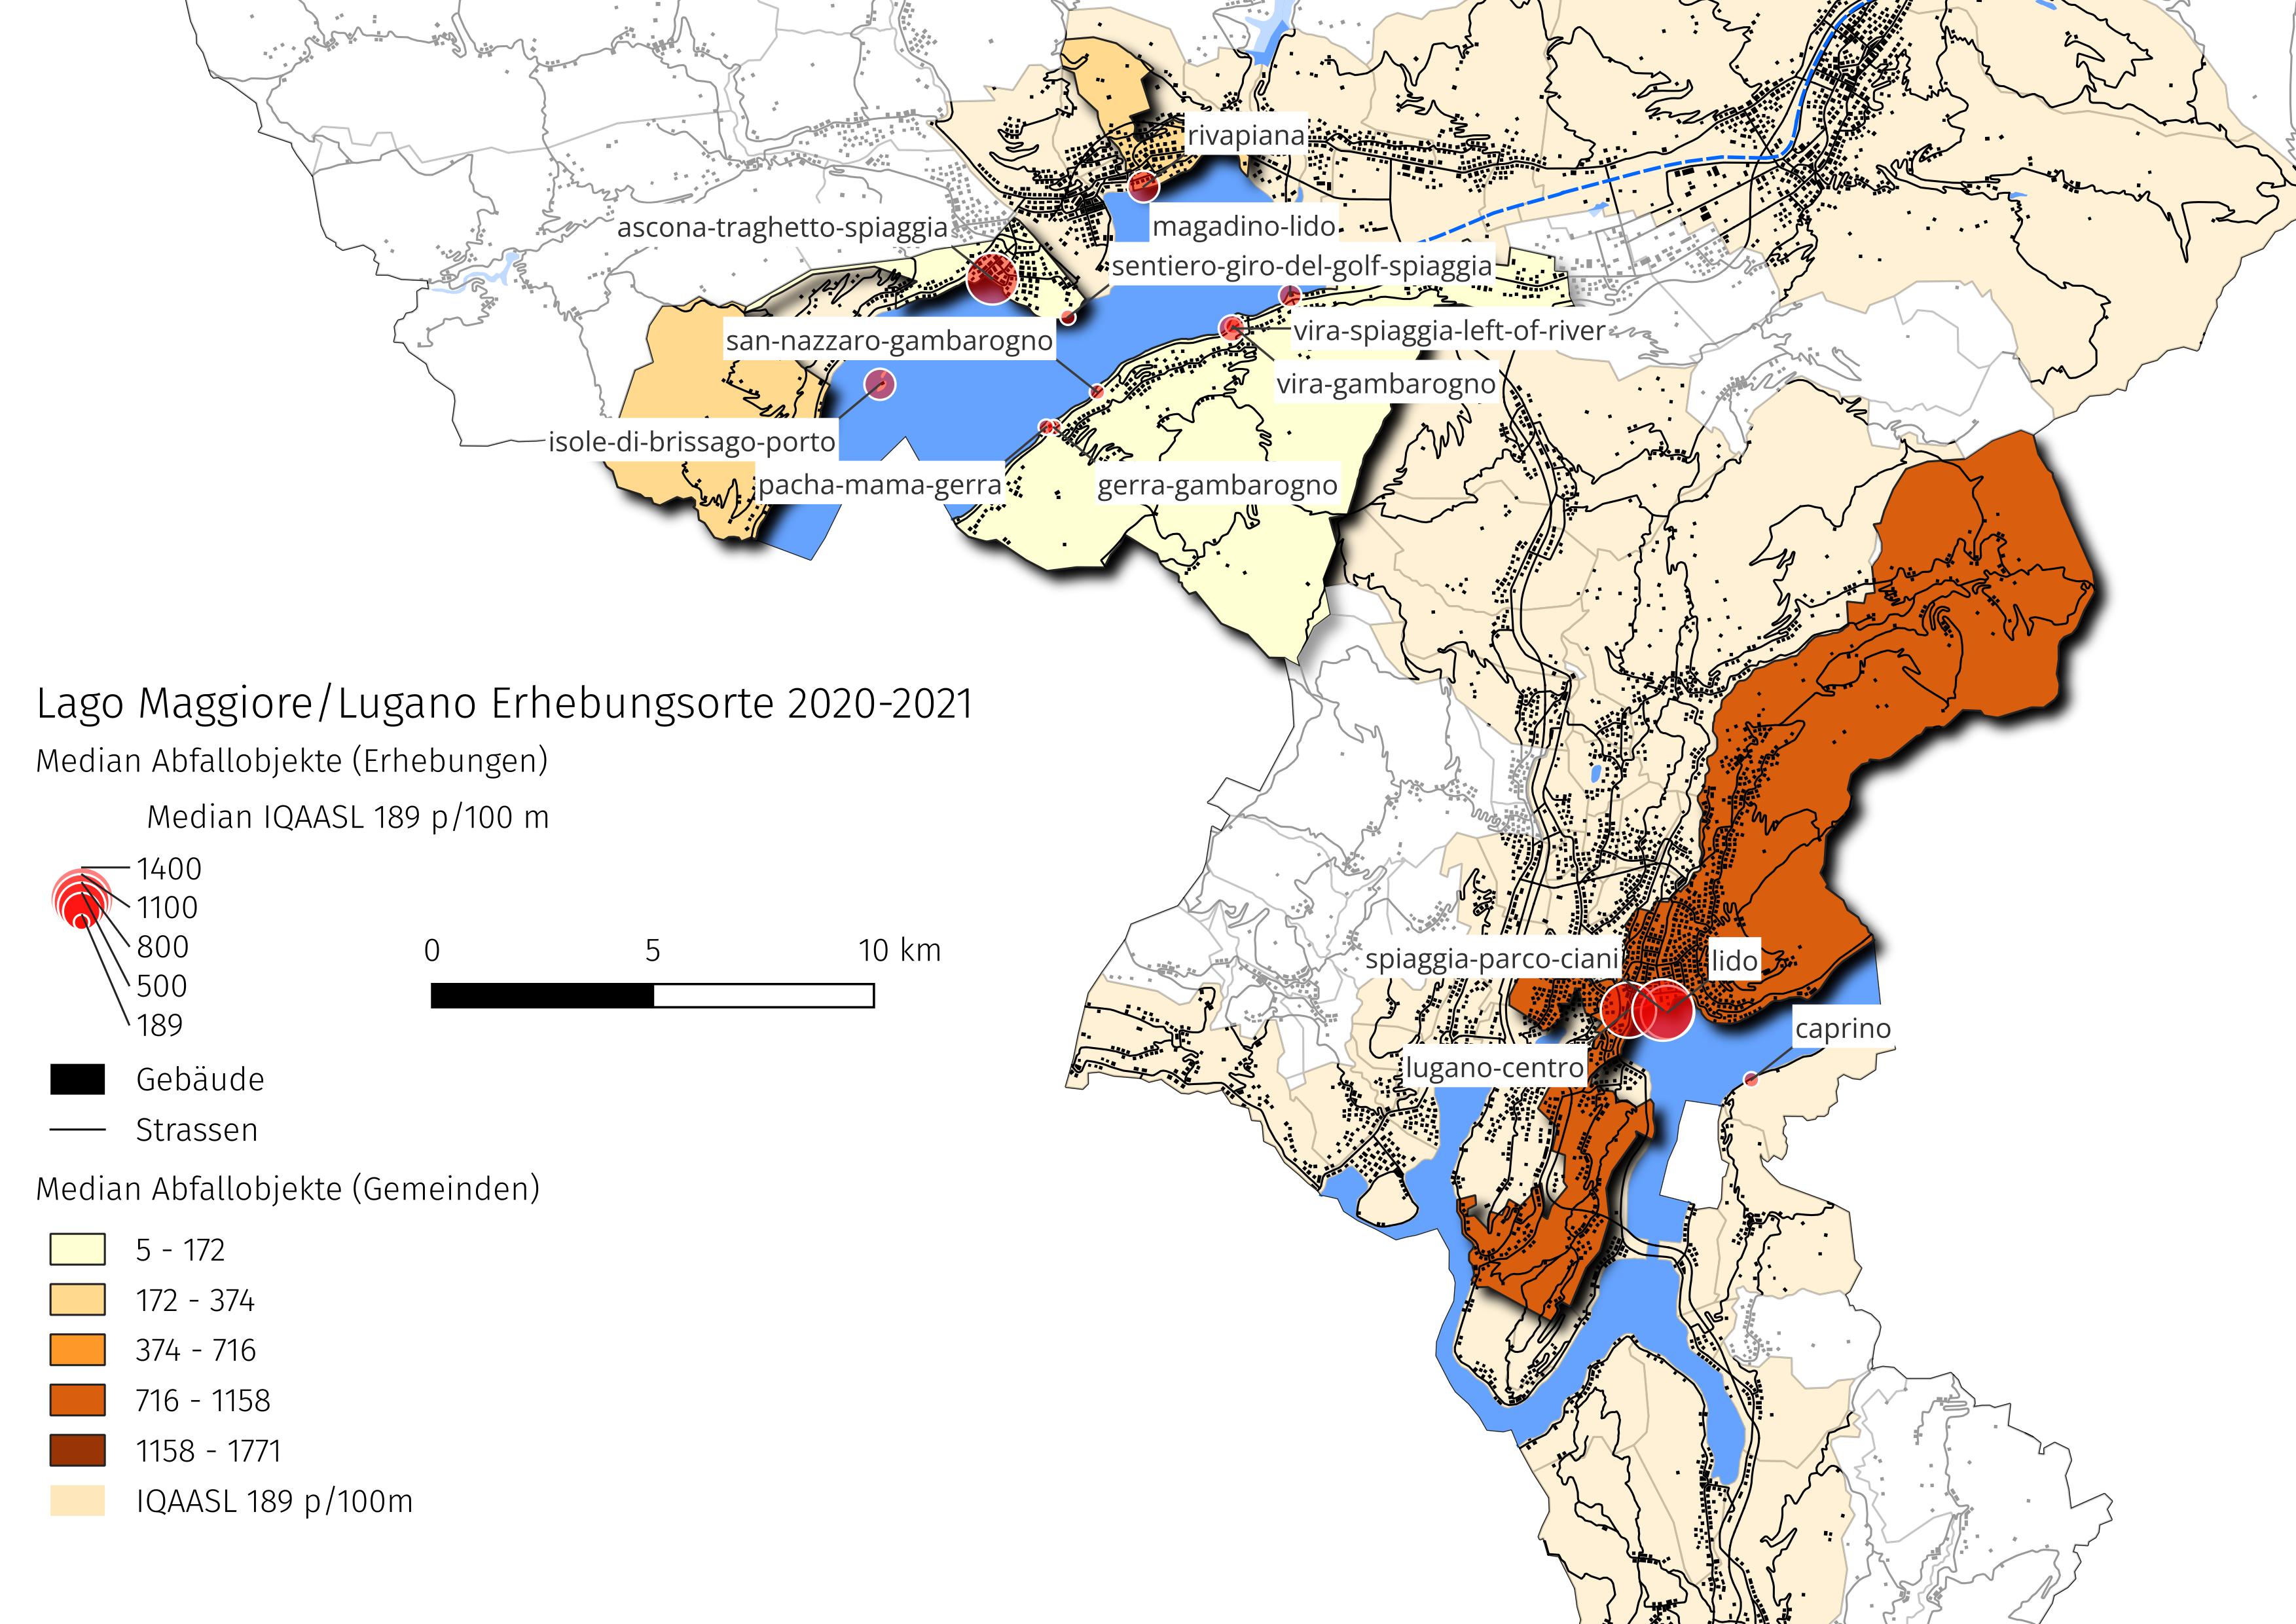 rivapiana
ascona-traghetto-spiaggia
magadino-lido
sentiero-giro-del-golf-spiaggia
san-nazzaro-gambarogno
vira-spiaggia-left-of-river
vira-gambarogno
isole-di-brissago-porto
pacha-mama-gerra
gerra-gambarogno
Lago Maggiore/Lugano Erhebungsorte 2020-2021
Median Abfallobjekte (Erhebungen)
Median IQAASL 189 p/100 m
1400
1100
800
500
189
0 5 10 km
spiaggia-parco-ciani
lido
caprino
lugano-centro
Gebäude
Strassen
Median Abfallobjekte (Gemeinden)
5 - 172
172 - 374
374 - 716
716 - 1158
1158 - 1771
IQAASL 189 p/100m